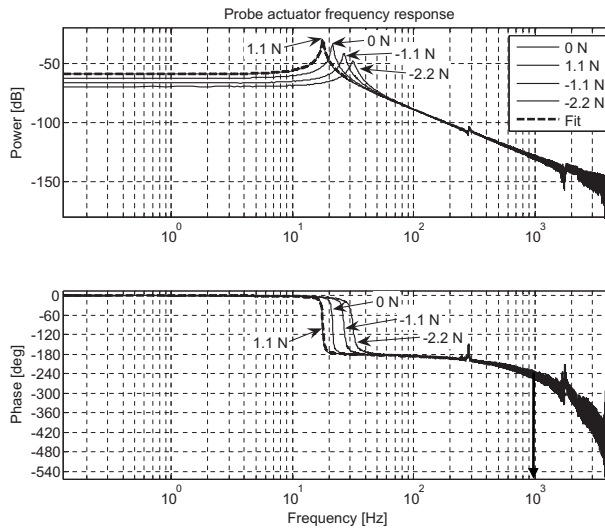 Probe actuator frequency response
1.1 N
0 N
-1.1 N
-2.2 N
0 N
1.1 N
-1.1 N
-2.2 N
Fit
Power [dB]
-50
-100
-150
10^0
10^1
10^2
10^3
Phase [deg]
0
-60
-120
-180
-240
-300
-360
-420
-480
-540
0 N
-1.1 N
1.1 N
-2.2 N
10^0
10^1
10^2
10^3
Frequency [Hz]